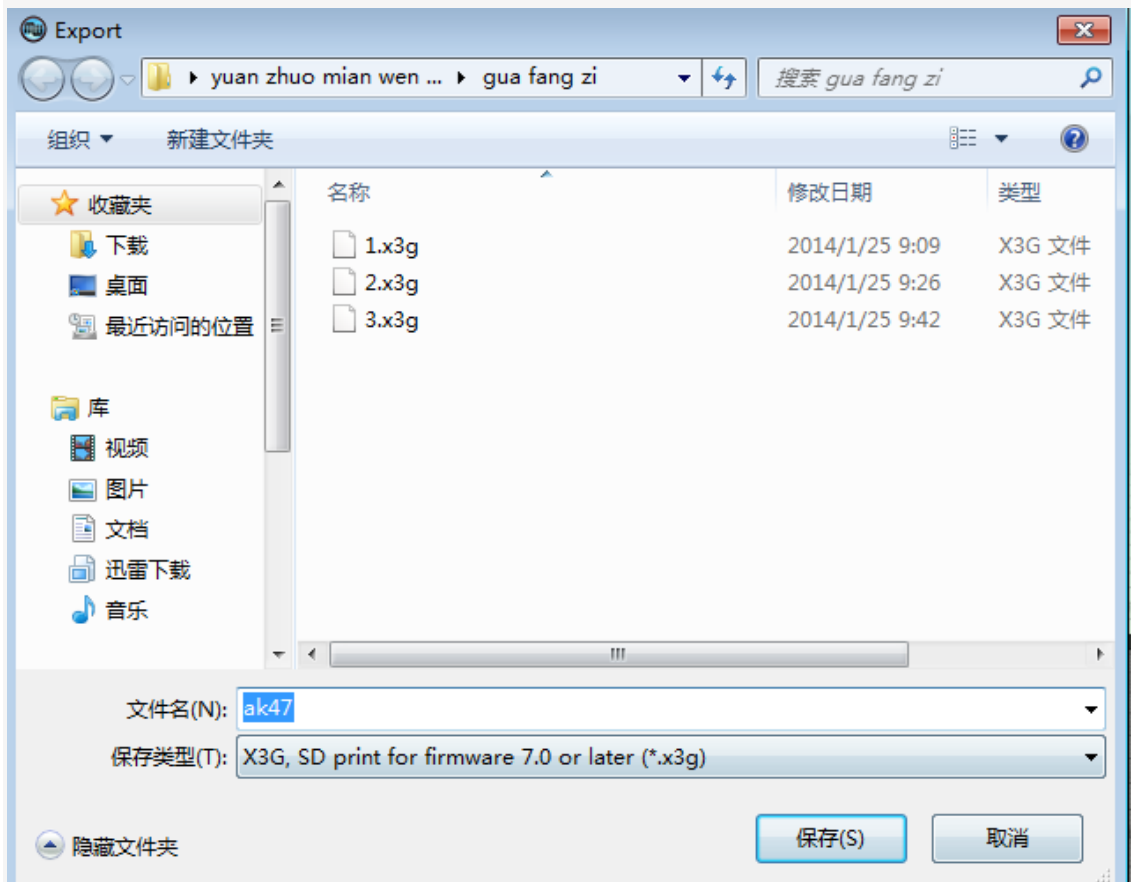 Export
yuan zhuo mian wen ... gua fang zi 搜索 gua fang zi
组织 新建文件夹
收藏夹
下载
桌面
最近访问的位置
库
视频
图片
文档
迅雷下载
音乐
名称 修改日期 类型
1.x3g 2014/1/25 9:09 X3G 文件
2.x3g 2014/1/25 9:26 X3G 文件
3.x3g 2014/1/25 9:42 X3G 文件
文件名(N): ak47
保存类型(T): X3G, SD print for firmware 7.0 or later (*.x3g)
隐藏文件夹 保存(S) 取消